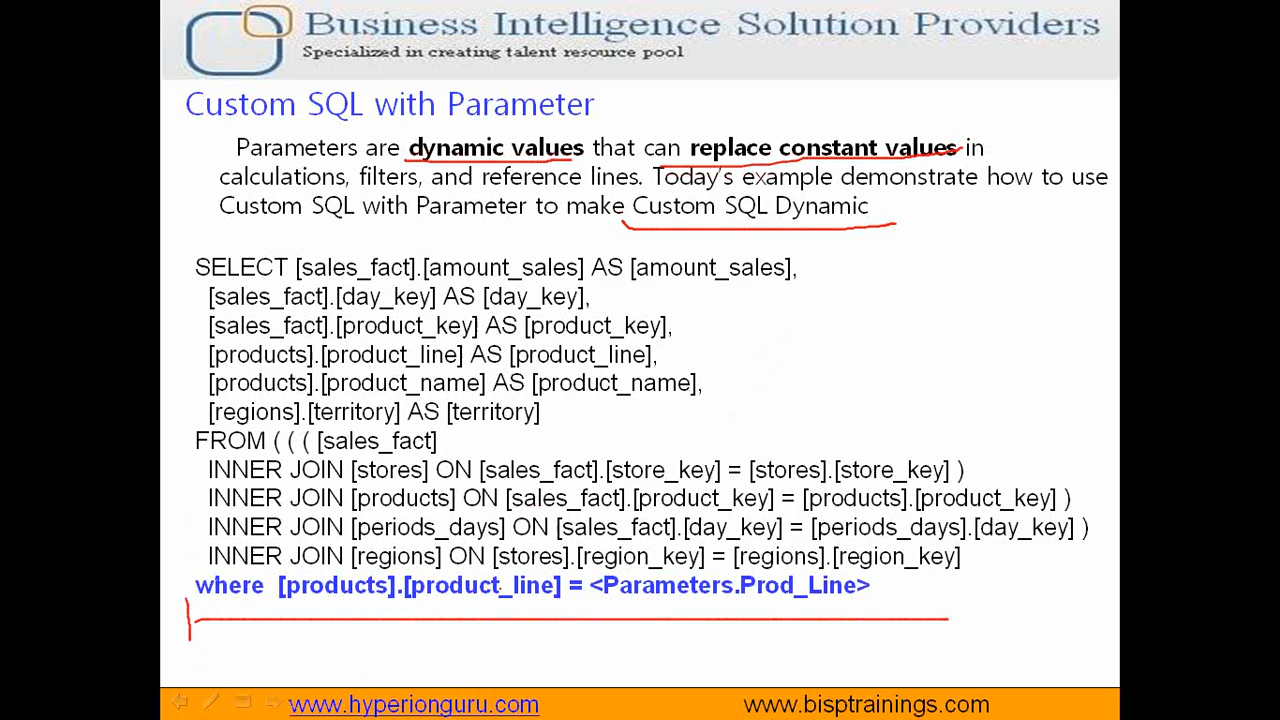 Business Intelligence Solution Providers
Specialized in creating talent resource pool
Custom SQL with Parameter
Parameters are dynamic values that can replace constant values in
calculations, filters, and reference lines. Today's example demonstrate how to use
Custom SQL with Parameter to make Custom SQL Dynamic
SELECT [sales_fact].[amount_sales] AS [amount_sales],
[sales_fact].[day_key] AS [day_key],
[sales_fact].[product_key] AS [product_key],
[products].[product_line] AS [product_line],
[products].[product_name] AS [product_name],
[regions].[territory] AS [territory]
FROM ( ( ( [sales_fact]
INNER JOIN [stores] ON [sales_fact].[store_key] = [stores].[store_key] )
INNER JOIN [products] ON [sales_fact].[product_key] = [products].[product_key] )
INNER JOIN [periods_days] ON [sales_fact].[day_key] = [periods_days].[day_key] )
INNER JOIN [regions] ON [stores].[region_key] = [regions].[region_key]
where [products].[product_line] = <Parameters.Prod_Line>
www.hyperionguru.com www.bisptrainings.com